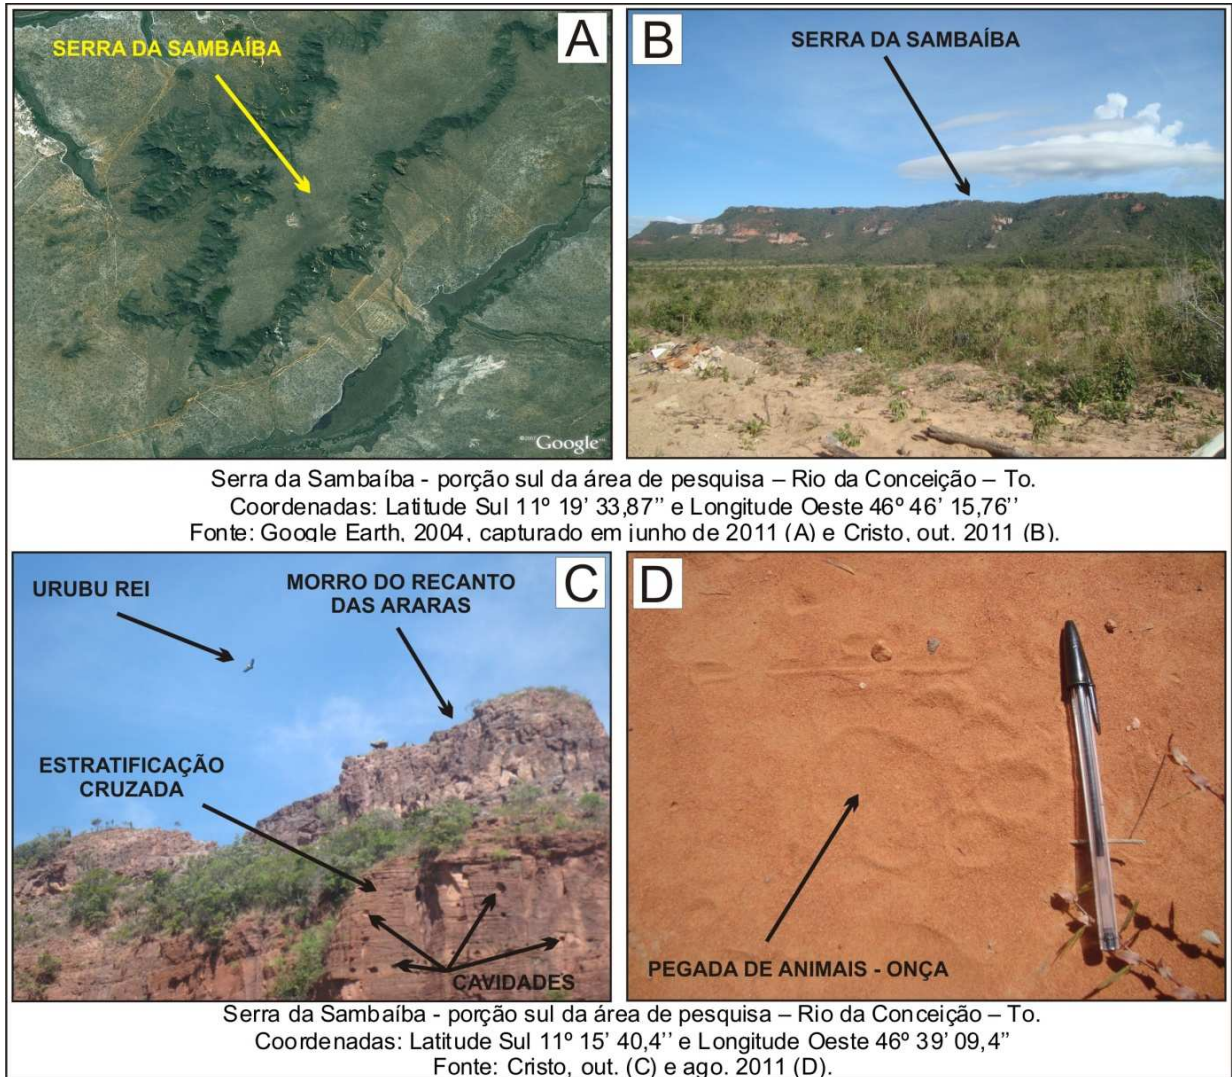 A
SERRA DA SAMBAÍBA
Google
B
SERRA DA SAMBAÍBA
Serra da Sambaíba - porção sul da área de pesquisa – Rio da Conceição – To.
Coordenadas: Latitude Sul 11º 19' 33,87'' e Longitude Oeste 46º 46' 15,76''
Fonte: Google Earth, 2004, capturado em junho de 2011 (A) e Cristo, out. 2011 (B).
C
URUBU REI
MORRO DO RECANTO
DAS ARARAS
ESTRATIFICAÇÃO
CRUZADA
CAVIDADES
D
PEGADA DE ANIMAIS - ONÇA
Serra da Sambaíba - porção sul da área de pesquisa – Rio da Conceição – To.
Coordenadas: Latitude Sul 11º 15' 40,4'' e Longitude Oeste 46º 39' 09,4"
Fonte: Cristo, out. (C) e ago. 2011 (D).